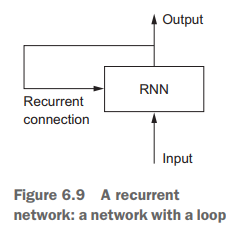 Output
RNN
Recurrent
connection
Input
Figure 6.9 A recurrent
network: a network with a loop